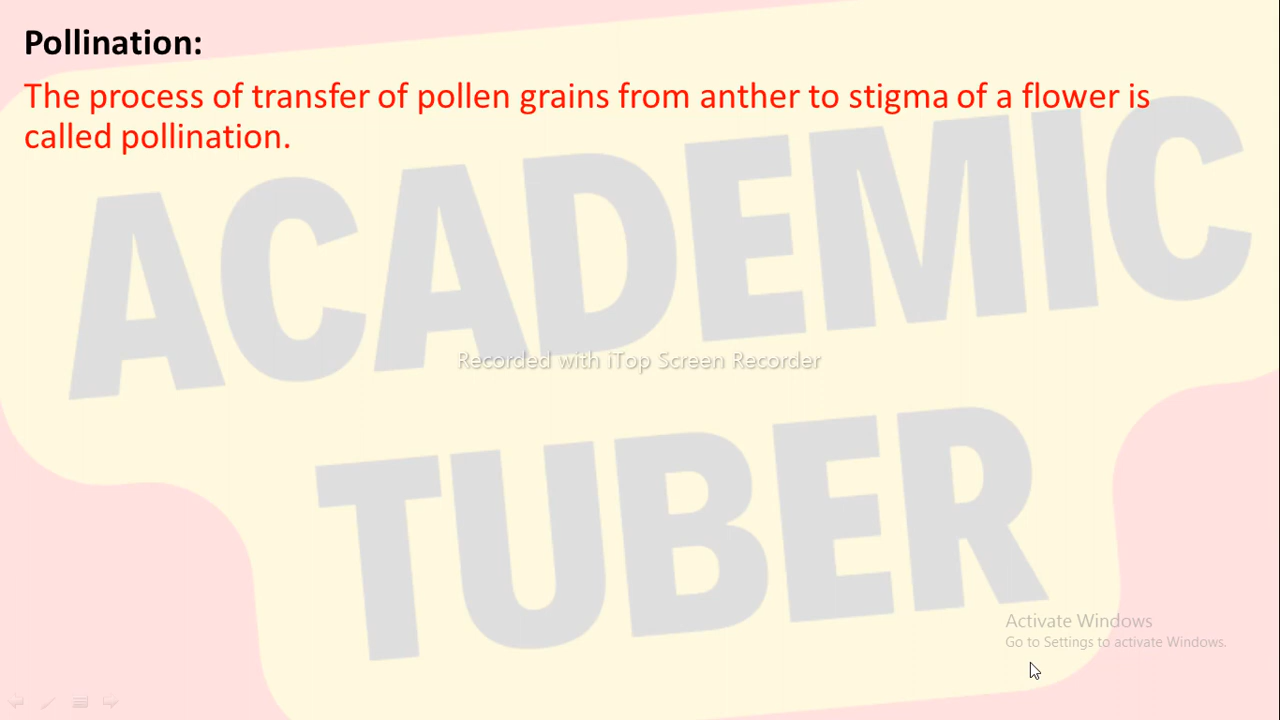 Pollination:
The process of transfer of pollen grains from anther to stigma of a flower is
called pollination.
ACADEMIC
Recorded with iTop Screen Recorder
TUBER
Activate Windows
Go to Settings to activate Windows.